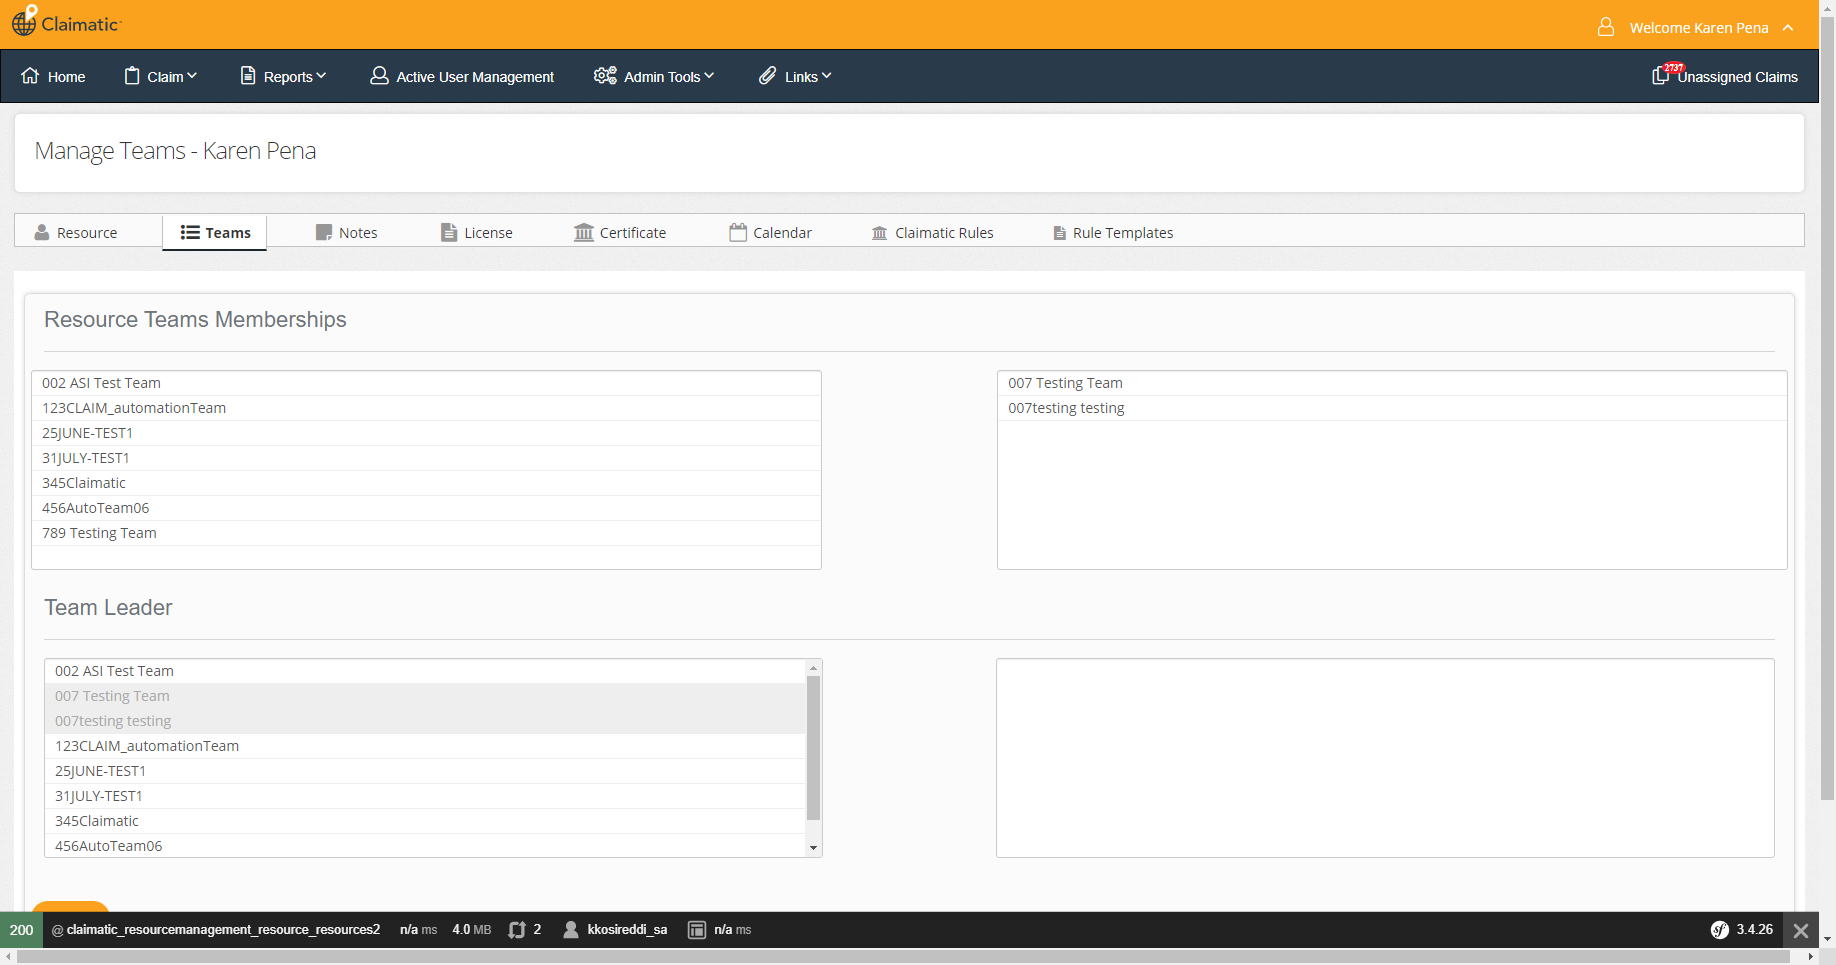 Claimatic
Welcome Karen Pena
Home
Claim
Reports
Active User Management
Admin Tools
Links
2737
Unassigned Claims
Manage Teams - Karen Pena
Resource
Teams
Notes
License
Certificate
Calendar
Claimatic Rules
Rule Templates
Resource Teams Memberships
002 ASI Test Team
123CLAIM_automationTeam
25JUNE-TEST1
31JULY-TEST1
345Claimatic
456AutoTeam06
789 Testing Team
007 Testing Team
007testing testing
Team Leader
002 ASI Test Team
007 Testing Team
007testing testing
123CLAIM_automationTeam
25JUNE-TEST1
31JULY-TEST1
345Claimatic
456AutoTeam06
200 @ claimatic_resourcemanagement_resource_resources2 n/a ms 4.0 MB 2 kkosireddi_sa n/a ms sf 3.4.26